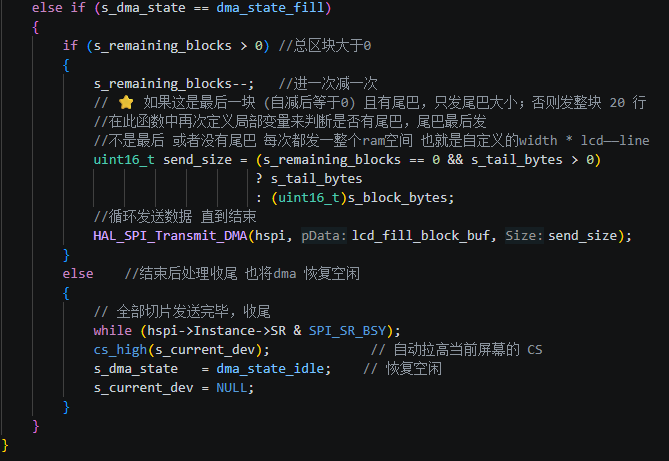 else if (s_dma_state == dma_state_fill)
{
if (s_remaining_blocks > 0) //总区块大于0
{
s_remaining_blocks--; //进一次减一次
// ⭐ 如果这是最后一块 (自减后等于0) 且有尾巴，只发尾巴大小；否则发整块 20 行
//在此函数中再次定义局部变量来判断是否有尾巴，尾巴最后发
//不是最后 或者没有尾巴 每次都发一整个ram空间 也就是自定义的width * lcd——line
uint16_t send_size = (s_remaining_blocks == 0 && s_tail_bytes > 0)
? s_tail_bytes
: (uint16_t)s_block_bytes;
//循环发送数据 直到结束
HAL_SPI_Transmit_DMA(hspi, pData:lcd_fill_block_buf, Size:send_size);
}
else //结束后处理收尾 也将dma 恢复空闲
{
// 全部切片发送完毕，收尾
while (hspi->Instance->SR & SPI_SR_BSY);
cs_high(s_current_dev); // 自动拉高当前屏幕的 CS
s_dma_state = dma_state_idle; // 恢复空闲
s_current_dev = NULL;
}
}
}